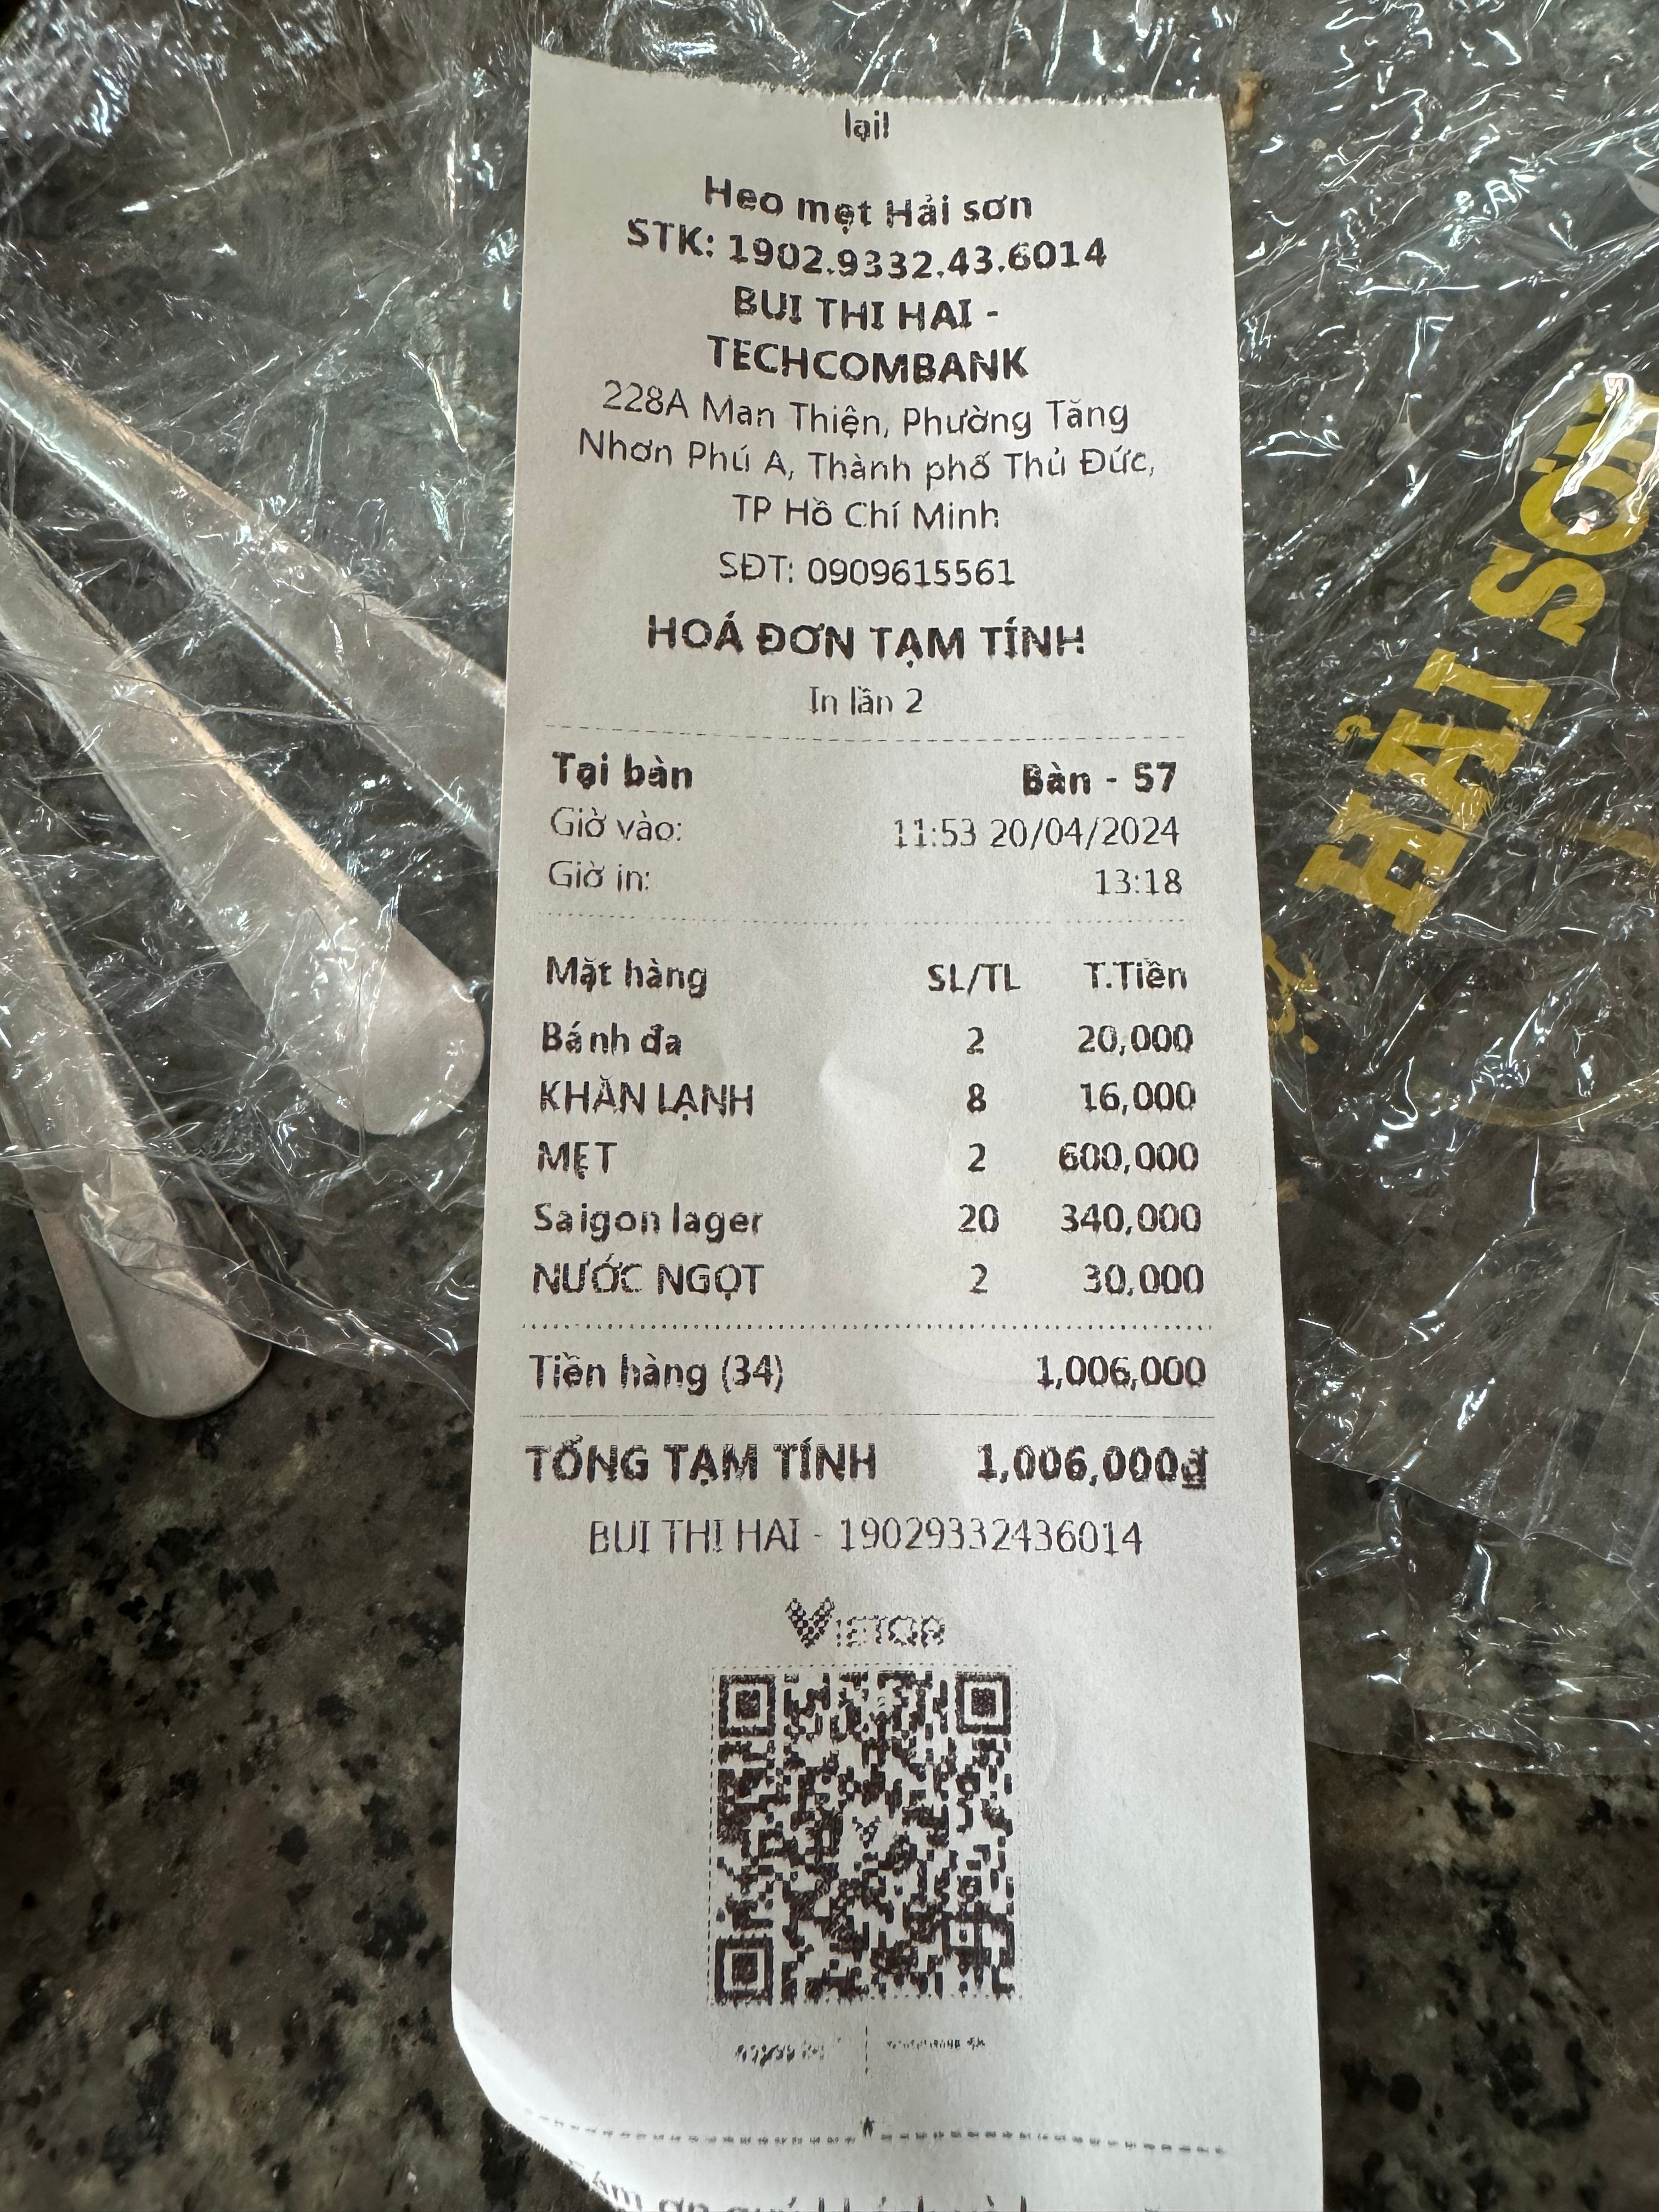 lại!
Heo mẹt Hải sơn
STK: 1902.9332.43.6014
BUI THI HAI -
TECHCOMBANK
228A Man Thiện, Phường Tăng
Nhơn Phú A, Thành phố Thủ Đức,
TP Hồ Chí Minh
SĐT: 0909615561
HOÁ ĐƠN TẠM TÍNH
In lần 2
Tại bàn Bàn - 57
Giờ vào: 11:53 20/04/2024
Giờ in: 13:18
Mặt hàng SL/TL T.Tiền
Bánh đa 2 20,000
KHĂN LẠNH 8 16,000
MẸT 2 600,000
Saigon lager 20 340,000
NƯỚC NGỌT 2 30,000
Tiền hàng (34) 1,006,000
TỔNG TẠM TÍNH 1,006,000đ
BUI THI HAI - 19029332436014
VIETQR
HẢI SƠN